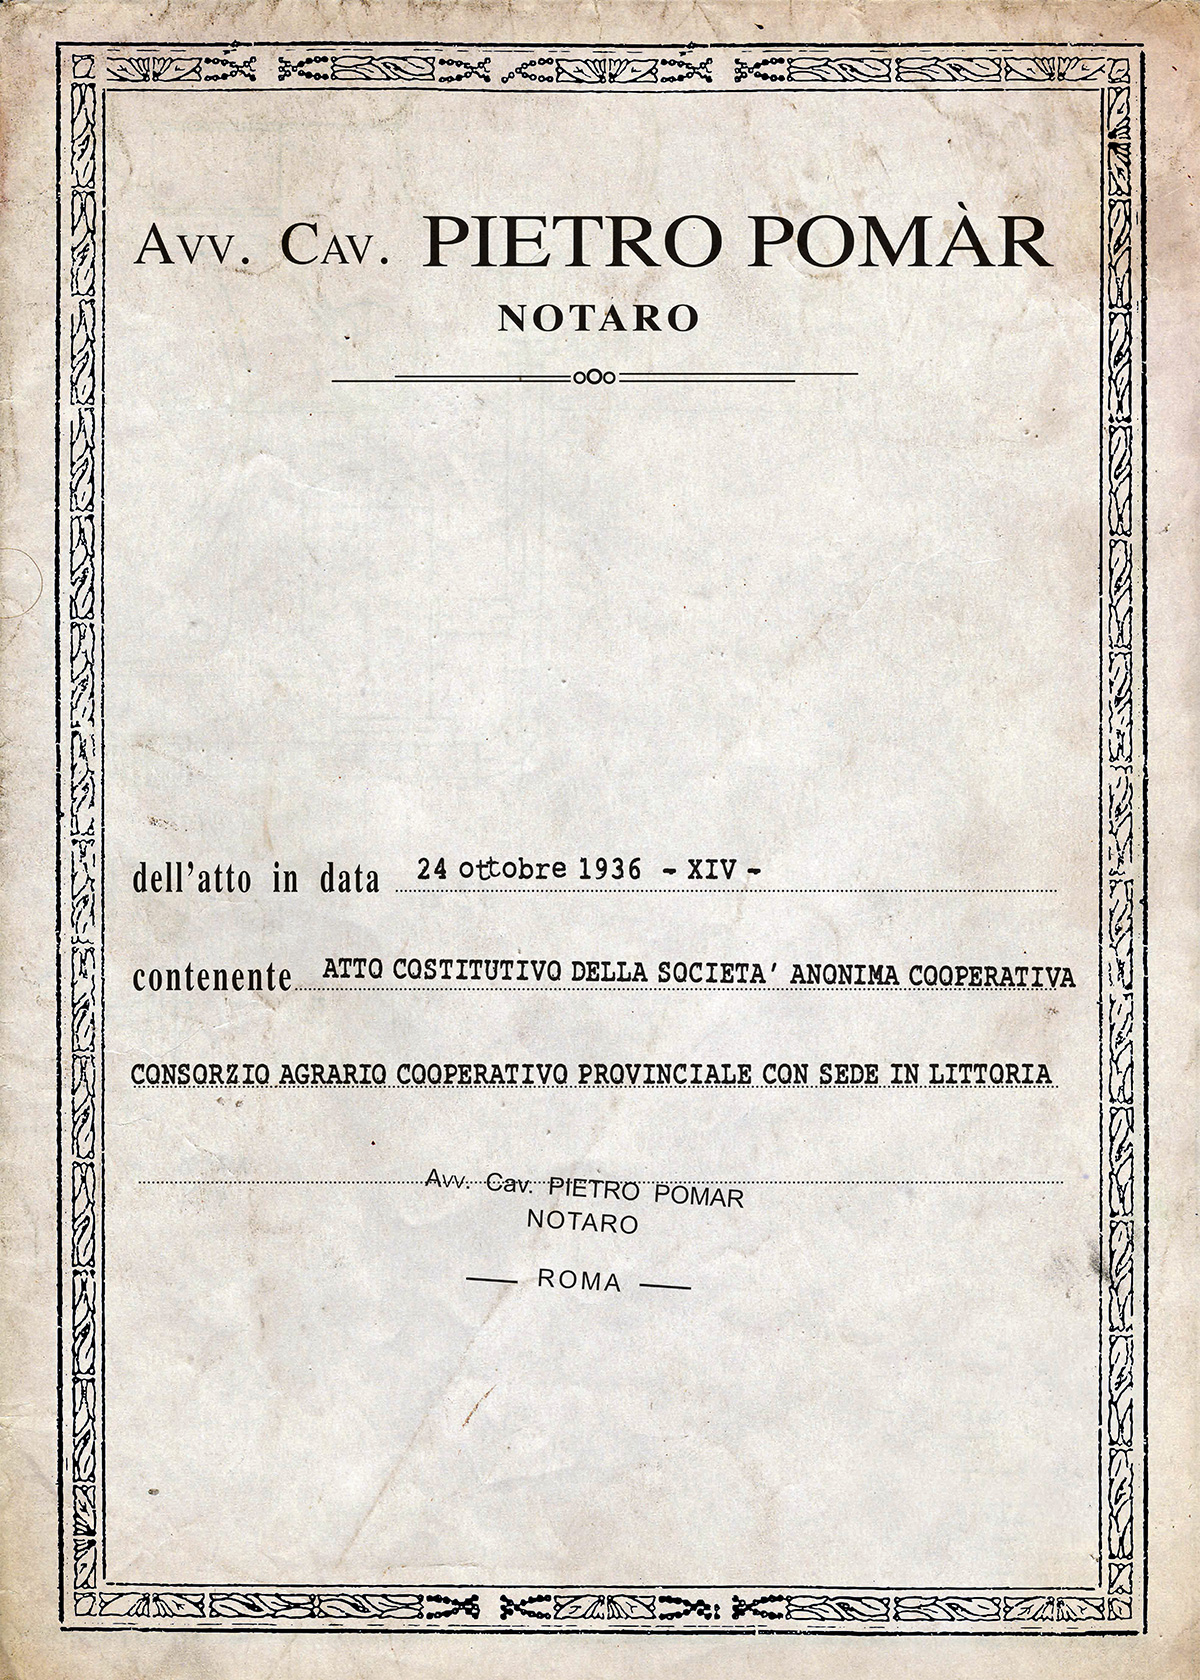 Avv. Cav. PIETRO POMÀR
NOTARO
dell'atto in data 24 ottobre 1936 - XIV -
contenente ATTO COSTITUTIVO DELLA SOCIETA' ANONIMA COOPERATIVA
CONSORZIO AGRARIO COOPERATIVO PROVINCIALE CON SEDE IN LITTORIA
Avv. Cav. PIETRO POMAR
NOTARO
— ROMA —